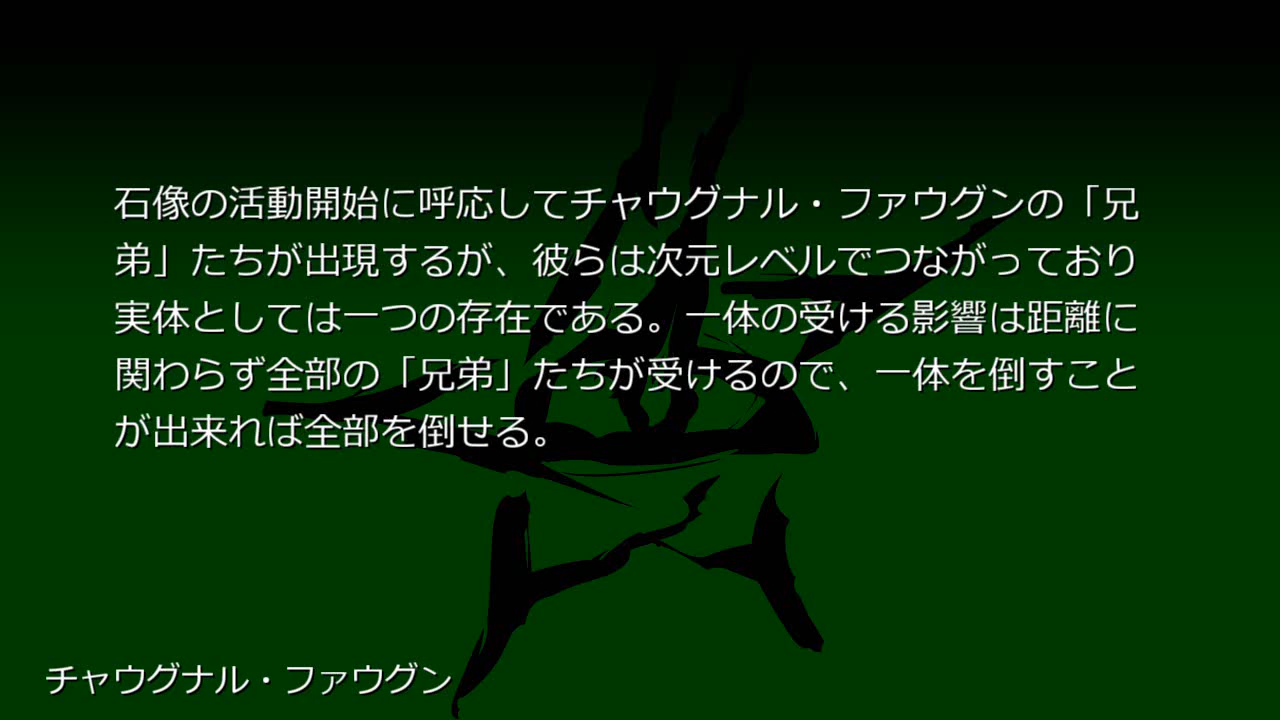 石像の活動開始に呼応してチャウグナル・ファウグンの「兄
弟」たちが出現するが、彼らは次元レベルでつながっており
実体としては一つの存在である。一体の受ける影響は距離に
関わらず全部の「兄弟」たちが受けるので、一体を倒すこと
が出来れば全部を倒せる。
チャウグナル・ファウグン